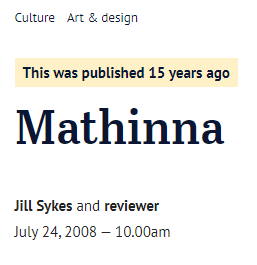 Culture Art & design
This was published 15 years ago
Mathinna
Jill Sykes and reviewer
July 24, 2008 — 10.00am